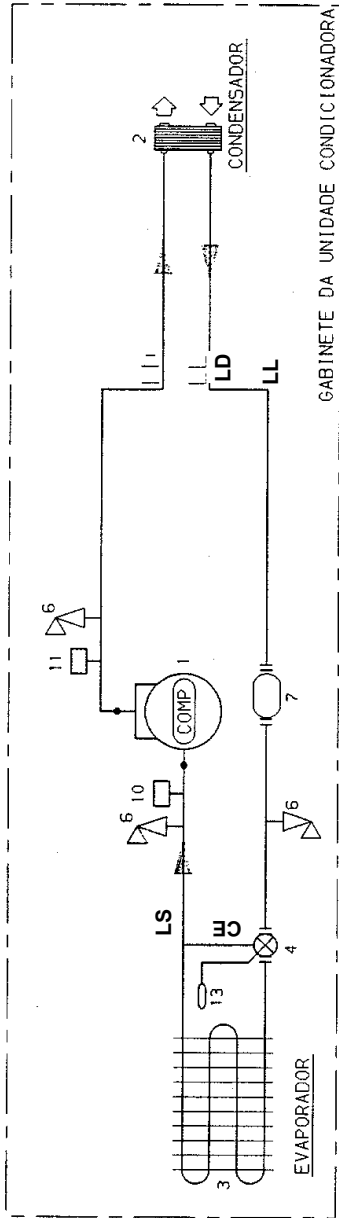 GABINETE DA UNIDADE CONDICIONADORA
CONDENSADOR
2
LD
LL
6
11
1
COMP
7
10
6
6
LS
CE
4
13
3
EVAPORADOR